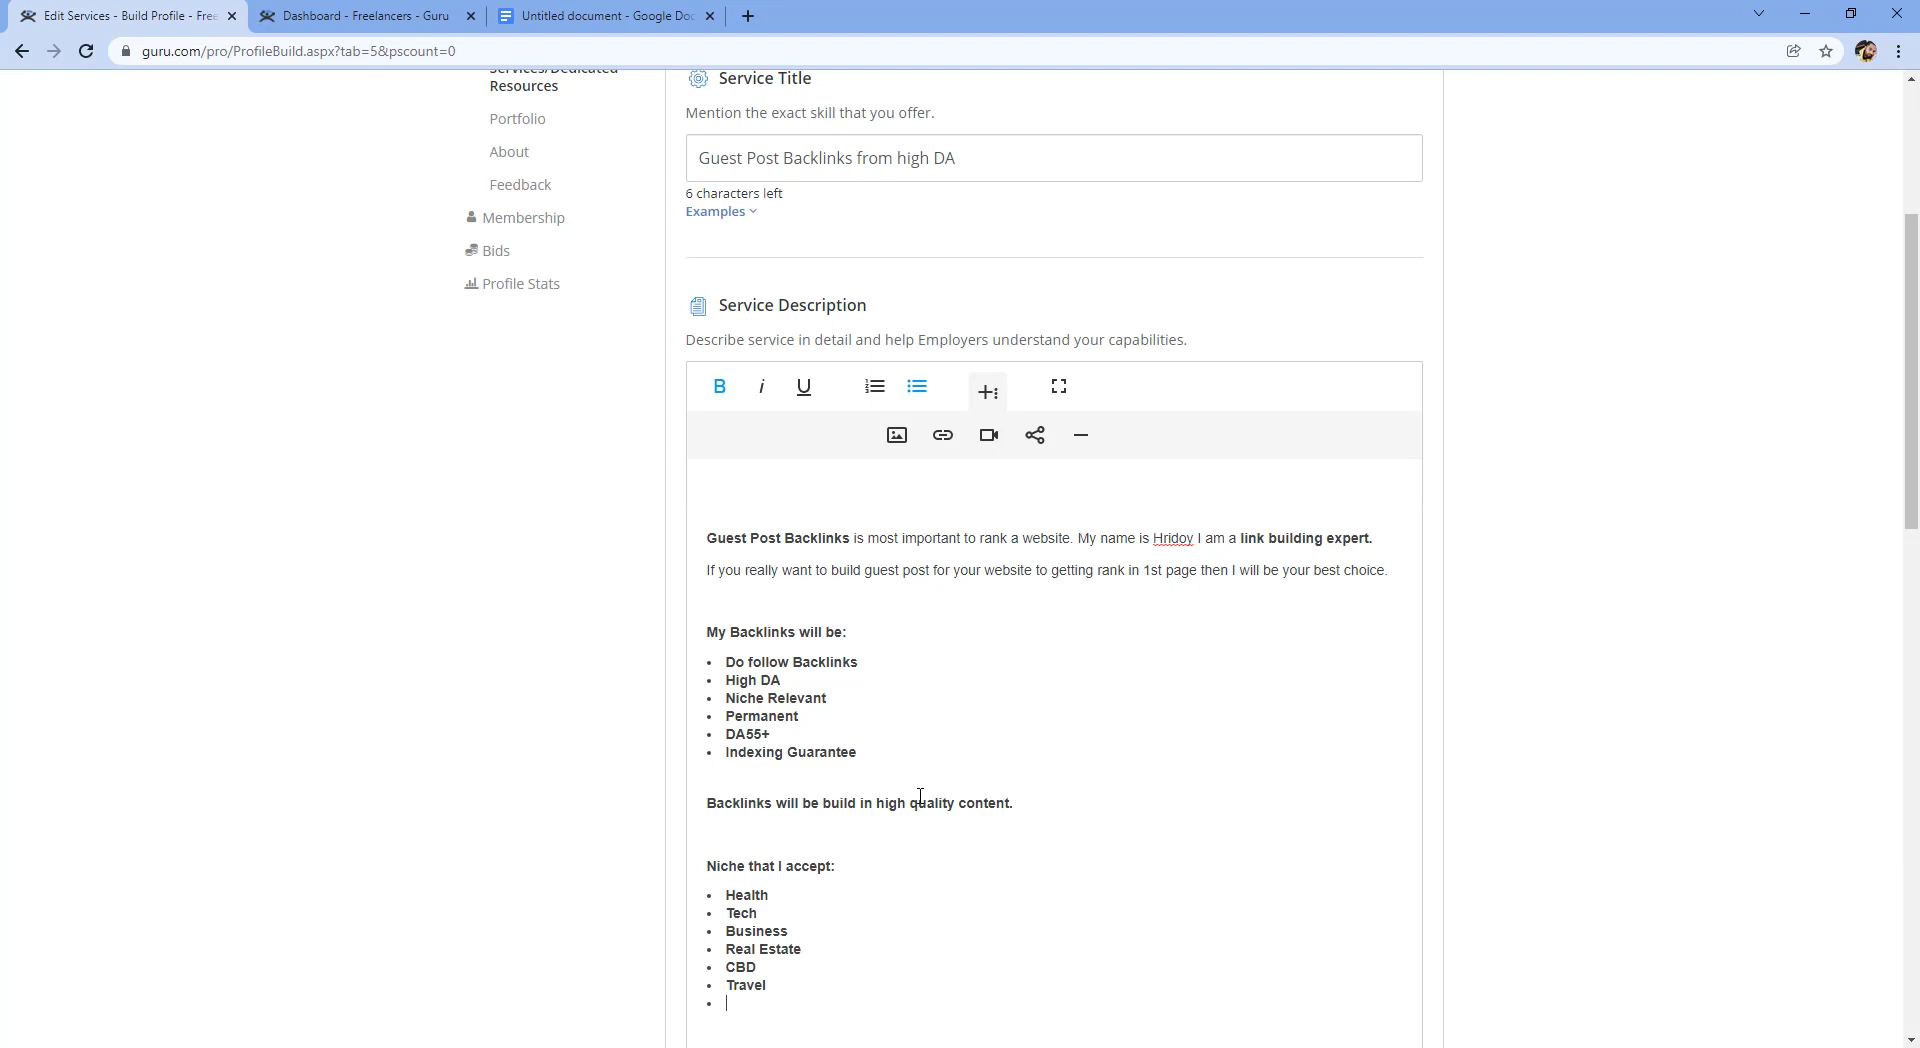 Edit Services - Build Profile - Free
Dashboard - Freelancers - Guru
Untitled document - Google Doc
guru.com/pro/ProfileBuild.aspx?tab=5&pscount=0
Services/Dedicated
Resources
Portfolio
About
Feedback
Membership
Bids
Profile Stats
Service Title
Mention the exact skill that you offer.
Guest Post Backlinks from high DA
6 characters left
Examples
Service Description
Describe service in detail and help Employers understand your capabilities.
B i U
Guest Post Backlinks is most important to rank a website. My name is Hridoy I am a link building expert.
If you really want to build guest post for your website to getting rank in 1st page then I will be your best choice.
My Backlinks will be:
• Do follow Backlinks
• High DA
• Niche Relevant
• Permanent
• DA55+
• Indexing Guarantee
Backlinks will be build in high quality content.
Niche that I accept:
• Health
• Tech
• Business
• Real Estate
• CBD
• Travel
•